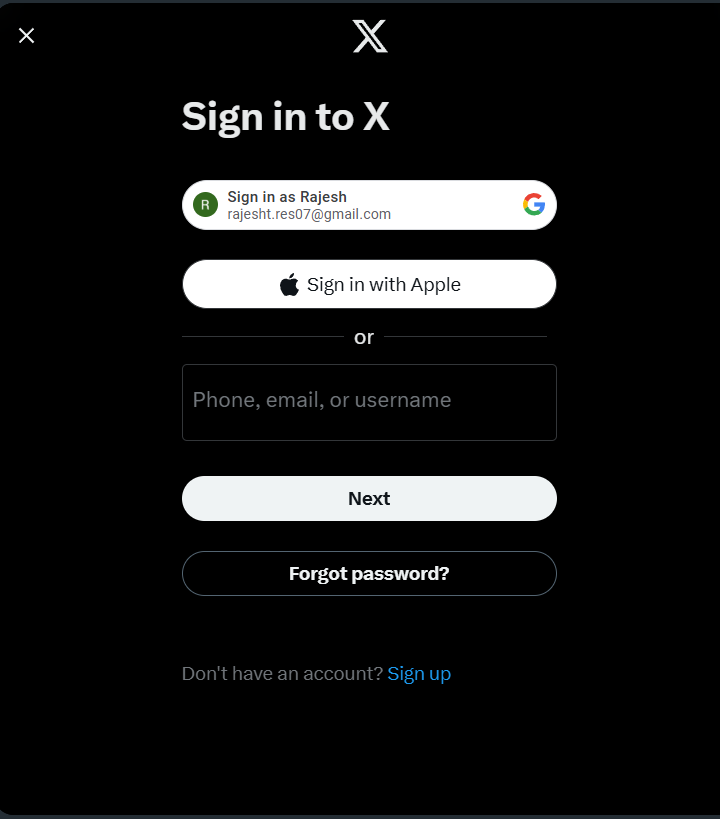 X
Sign in to X
R
Sign in as Rajesh
rajesht.res07@gmail.com
G
Sign in with Apple
or
Phone, email, or username
Next
Forgot password?
Don't have an account? Sign up